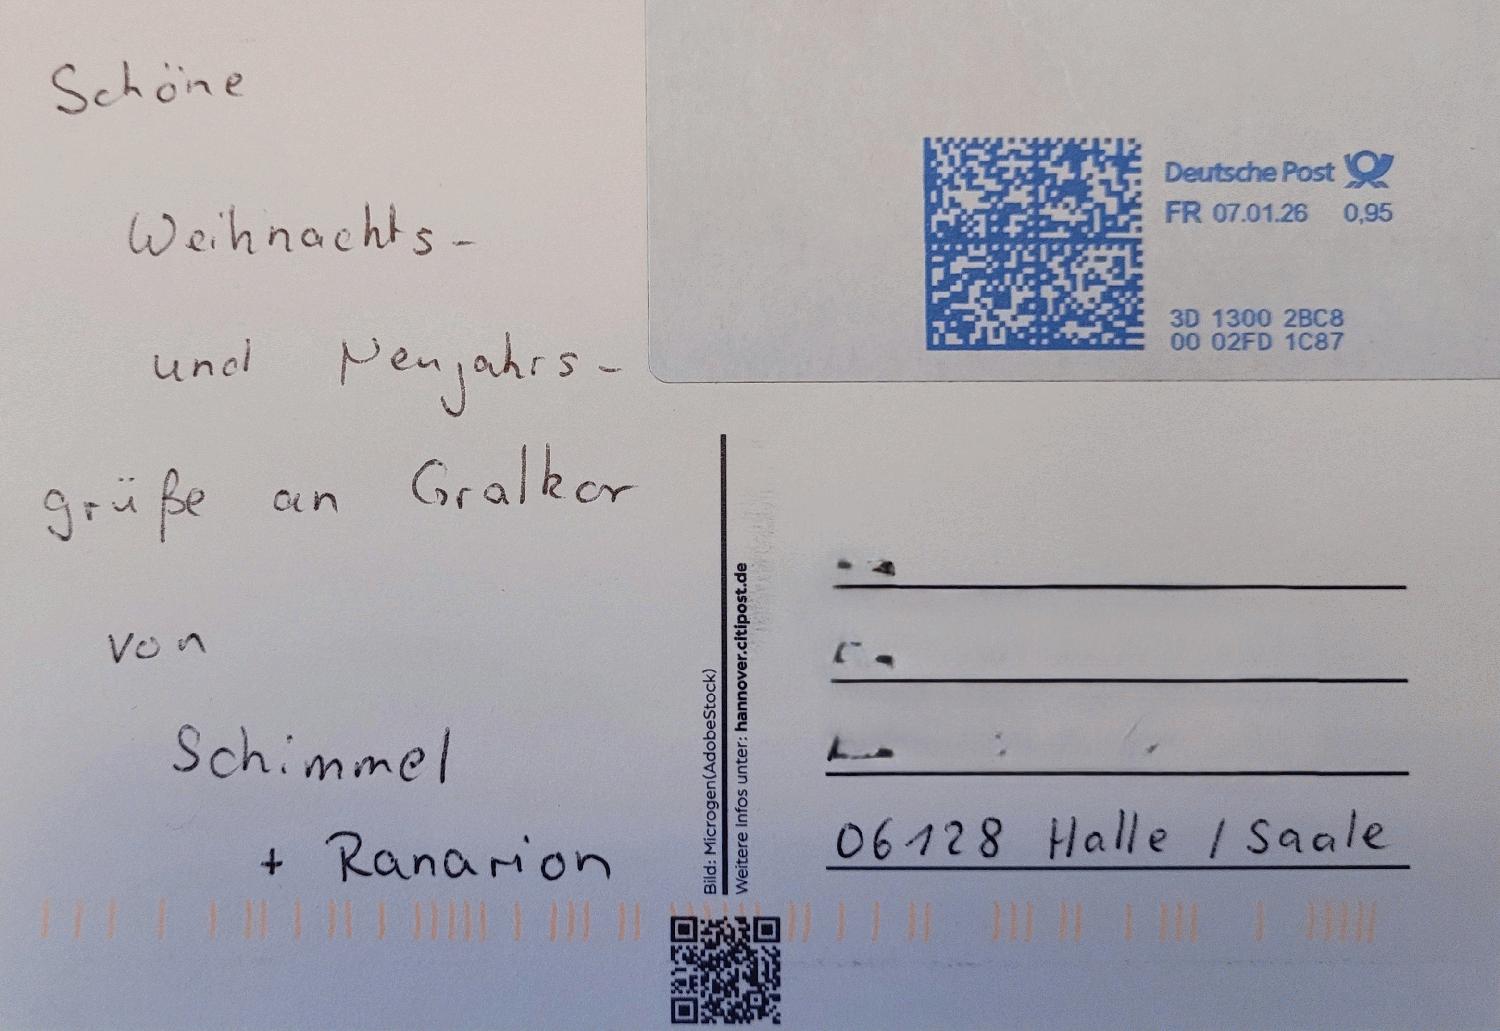 Schöne
Weihnachts-
und Neujahrs-
grüße an Gralkor
von
Schimmel
+ Ranarion
Deutsche Post
FR 07.01.26 0,95
3D 1300 2BC8
00 02FD 1C87
Bild: Microgen(AdobeStock)
Weitere Infos unter: hannover.citipost.de
06128 Halle / Saale